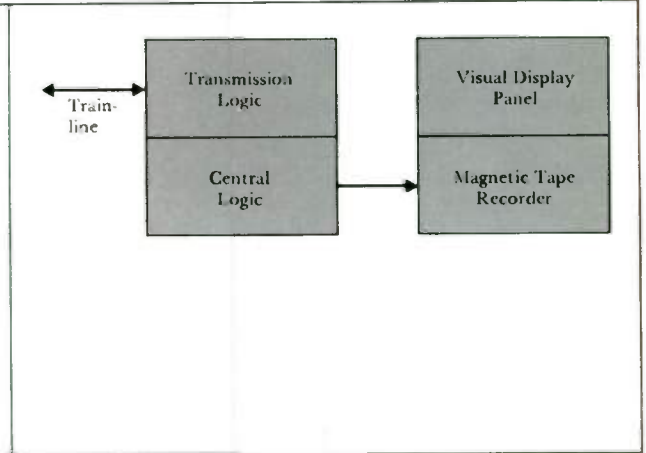 Train-
line
Transmission
Logic
Central
Logic
Visual Display
Panel
Magnetic Tape
Recorder